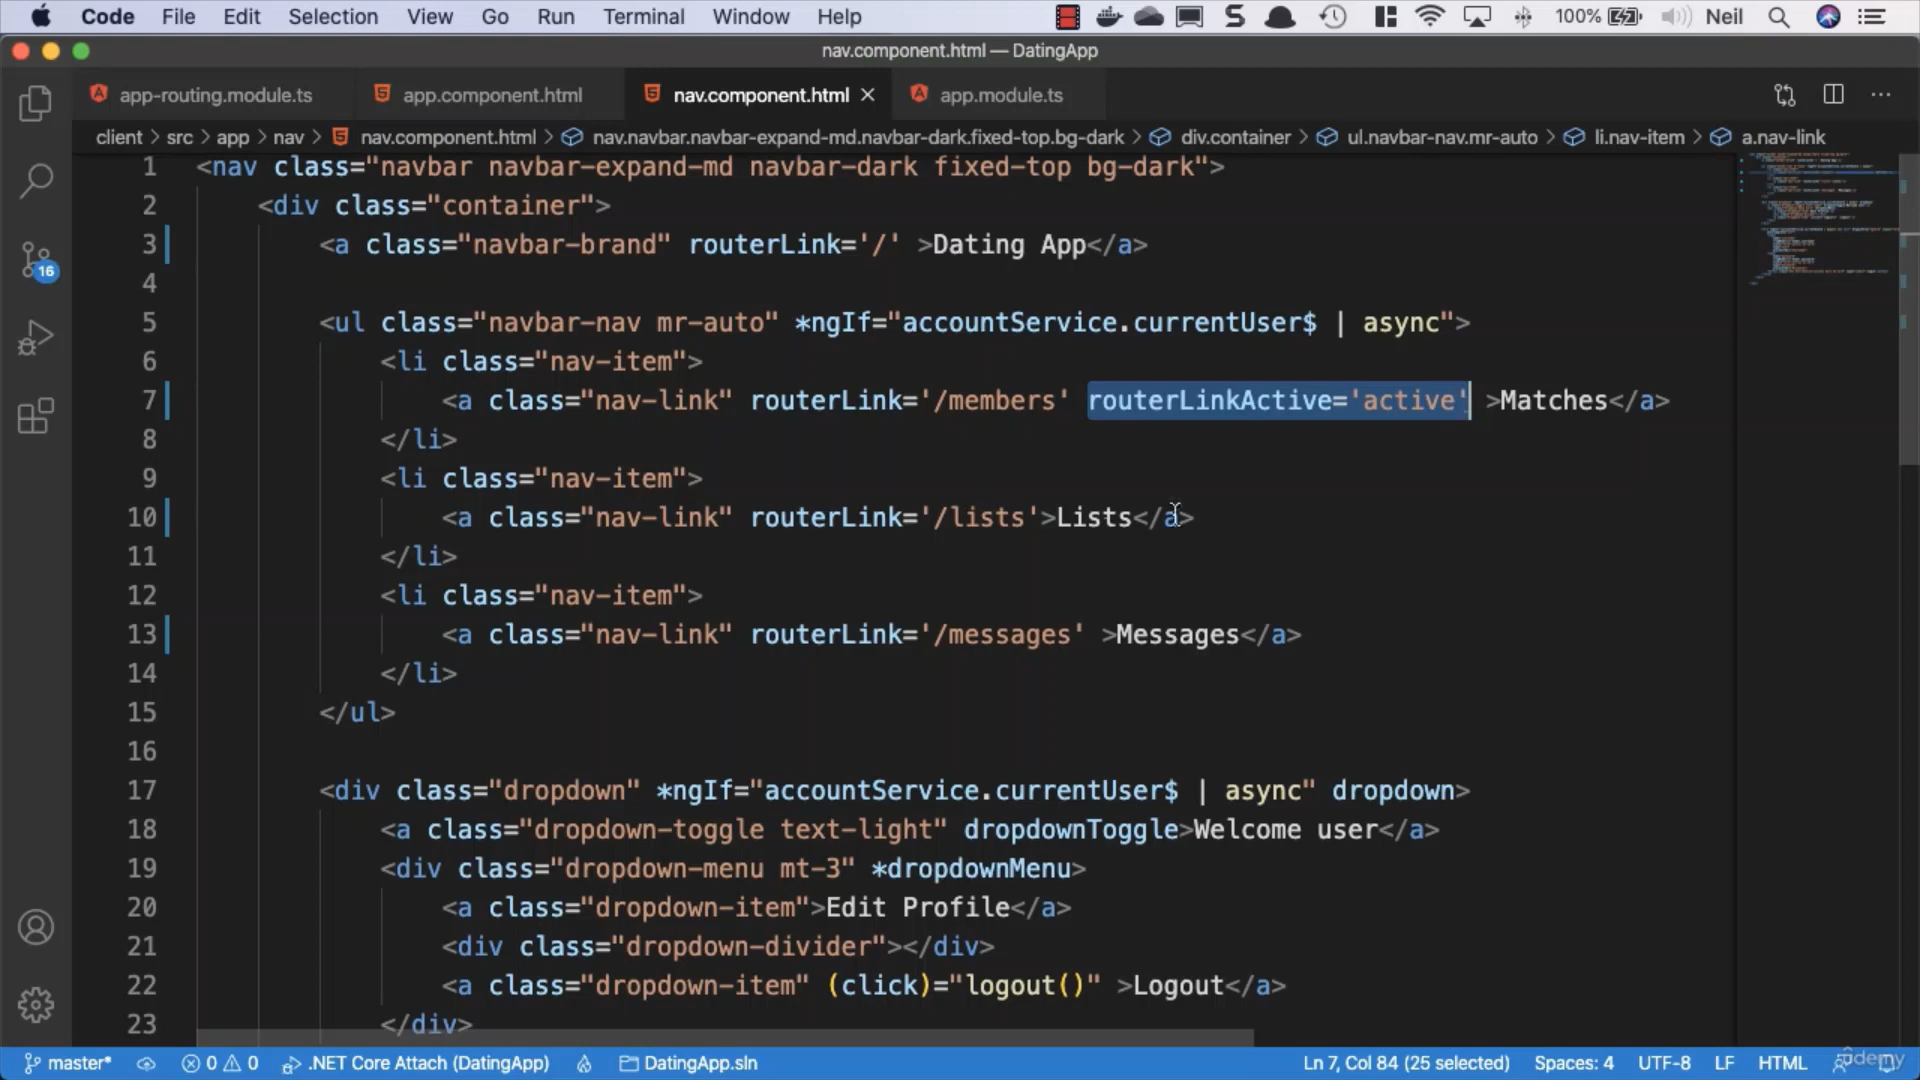 Code File Edit Selection View Go Run Terminal Window Help 100% Neil
nav.component.html — DatingApp
app-routing.module.ts app.component.html nav.component.html app.module.ts
client > src > app > nav > nav.component.html > nav.navbar.navbar-expand-md.navbar-dark.fixed-top.bg-dark > div.container > ul.navbar-nav.mr-auto > li.nav-item > a.nav-link
1 <nav class="navbar navbar-expand-md navbar-dark fixed-top bg-dark">
2 <div class="container">
3 <a class="navbar-brand" routerLink='/' >Dating App</a>
4
5 <ul class="navbar-nav mr-auto" *ngIf="accountService.currentUser$ | async">
6 <li class="nav-item">
7 <a class="nav-link" routerLink='/members' routerLinkActive='active' >Matches</a>
8 </li>
9 <li class="nav-item">
10 <a class="nav-link" routerLink='/lists'>Lists</a>
11 </li>
12 <li class="nav-item">
13 <a class="nav-link" routerLink='/messages' >Messages</a>
14 </li>
15 </ul>
16
17 <div class="dropdown" *ngIf="accountService.currentUser$ | async" dropdown>
18 <a class="dropdown-toggle text-light" dropdownToggle>Welcome user</a>
19 <div class="dropdown-menu mt-3" *dropdownMenu>
20 <a class="dropdown-item">Edit Profile</a>
21 <div class="dropdown-divider"></div>
22 <a class="dropdown-item" (click)="logout()" >Logout</a>
23 </div>
16
master* 0 0 .NET Core Attach (DatingApp) DatingApp.sln Ln 7, Col 84 (25 selected) Spaces: 4 UTF-8 LF HTML
udemy